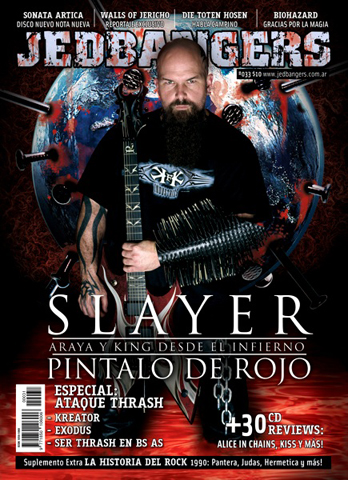 SONATA ARTICA
DISCO NUEVO NOTA NUEVA
WALLS OF JERICHO
REPORTAJE
DIE TOTEN HOSEN
HABLA CAMPINO
BIOHAZARD
GRACIAS POR LA MAGIA
JEDBANGERS
#033 $10 www.jedbangers.com.ar
SLAYER
ARAYA Y KING DESDE EL INFIERNO
PINTALO DE ROJO
ESPECIAL:
ATAQUE THRASH
- KREATOR
- EXODUS
- SER THRASH EN BS AS
+30 CD
REVIEWS:
ALICE IN CHAINS, KISS Y MÁS!
Suplemento Extra LA HISTORIA DEL ROCK 1990: Pantera, Judas, Hermetica y más!